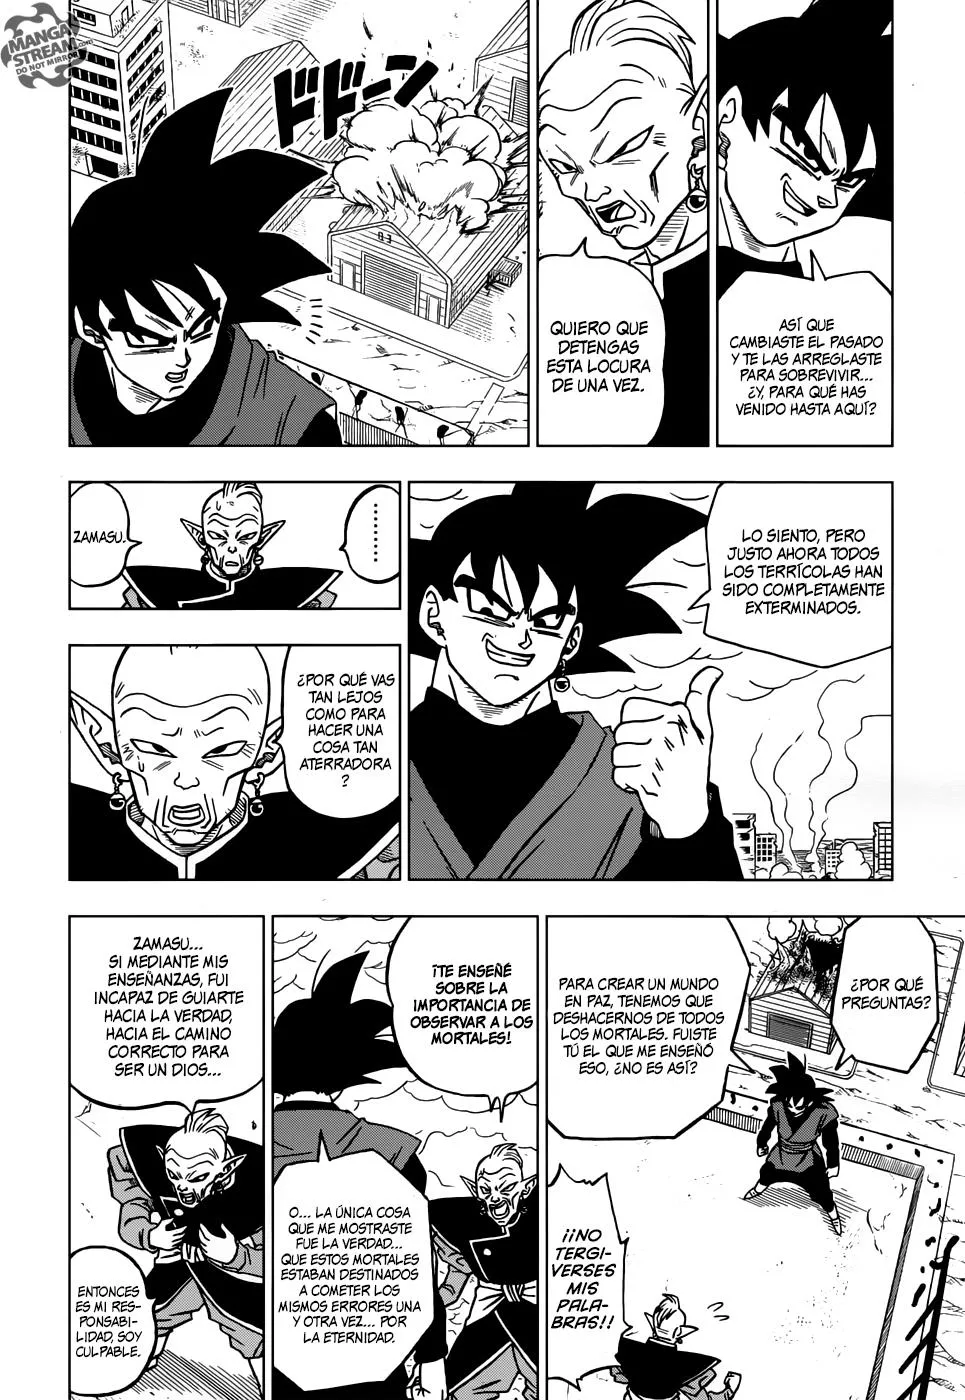 MANGA
STREAM.com
DO NOT MIRROR
ドドーン
ASÍ QUE
CAMBIASTE EL PASADO
Y TE LAS ARREGLASTE
PARA SOBREVIVIR...
¿Y, PARA QUÉ HAS
VENIDO HASTA AQUÍ?
QUIERO QUE
DETENGAS
ESTA LOCURA
DE UNA VEZ.
LO SIENTO, PERO
JUSTO AHORA TODOS
LOS TERRÍCOLAS HAN
SIDO COMPLETAMENTE
EXTERMINADOS.
........
ZAMASU.
¿POR QUÉ VAS
TAN LEJOS
COMO PARA
HACER UNA
COSA TAN
ATERRADORA
?
¿POR QUÉ
PREGUNTAS?
PARA CREAR UN MUNDO
EN PAZ, TENEMOS QUE
DESHACERNOS DE TODOS
LOS MORTALES. FUISTE
TÚ EL QUE ME ENSEÑÓ
ESO, ¿NO ES ASÍ?
¡¡NO
TERGI-
VERSES
MIS
PALA-
BRAS!!
¡TE ENSEÑÉ
SOBRE LA
IMPORTANCIA DE
OBSERVAR A LOS
MORTALES!
O... LA ÚNICA COSA
QUE ME MOSTRASTE
FUE LA VERDAD...
QUE ESTOS MORTALES
ESTABAN DESTINADOS
A COMETER LOS
MISMOS ERRORES UNA
Y OTRA VEZ... POR
LA ETERNIDAD.
ZAMASU...
SI MEDIANTE MIS
ENSEÑANZAS, FUI
INCAPAZ DE GUIARTE
HACIA LA VERDAD,
HACIA EL CAMINO
CORRECTO PARA
SER UN DIOS...
ENTONCES
ES MI RES-
PONSABI-
LIDAD, SOY
CULPABLE.